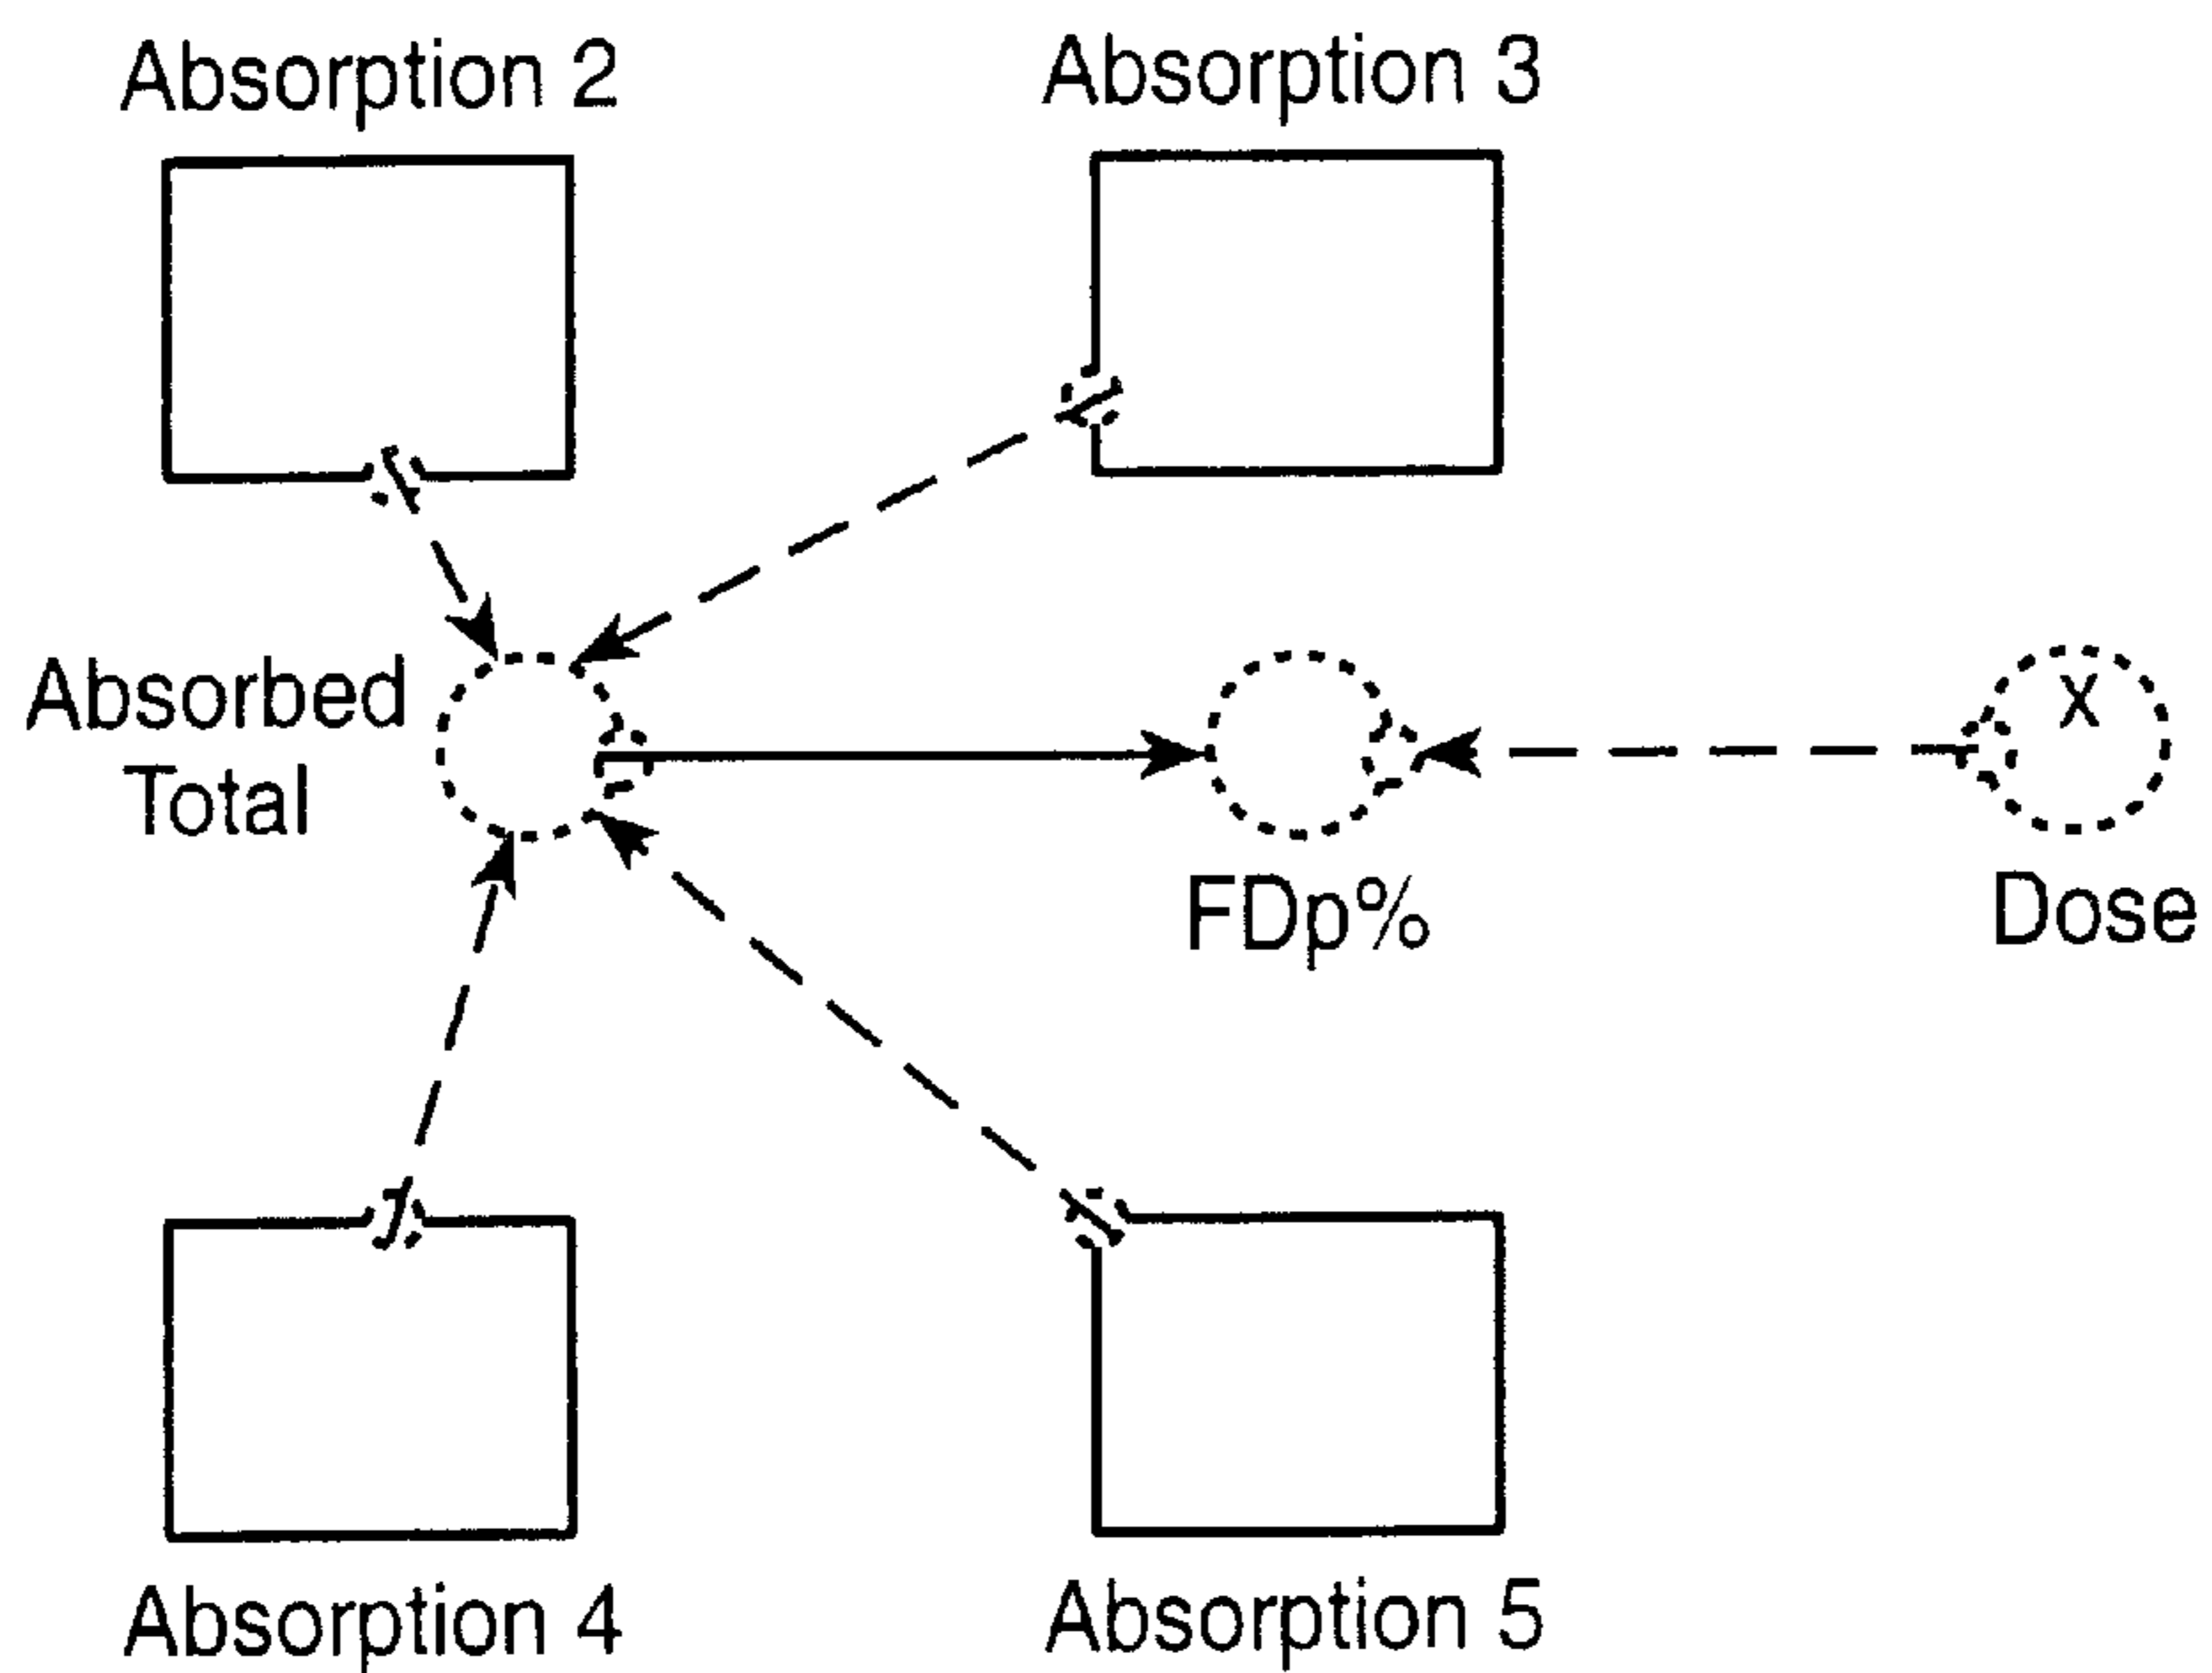 Absorption 2
Absorption 3
Absorbed
Total
X
FDp%
Dose
Absorption 4
Absorption 5